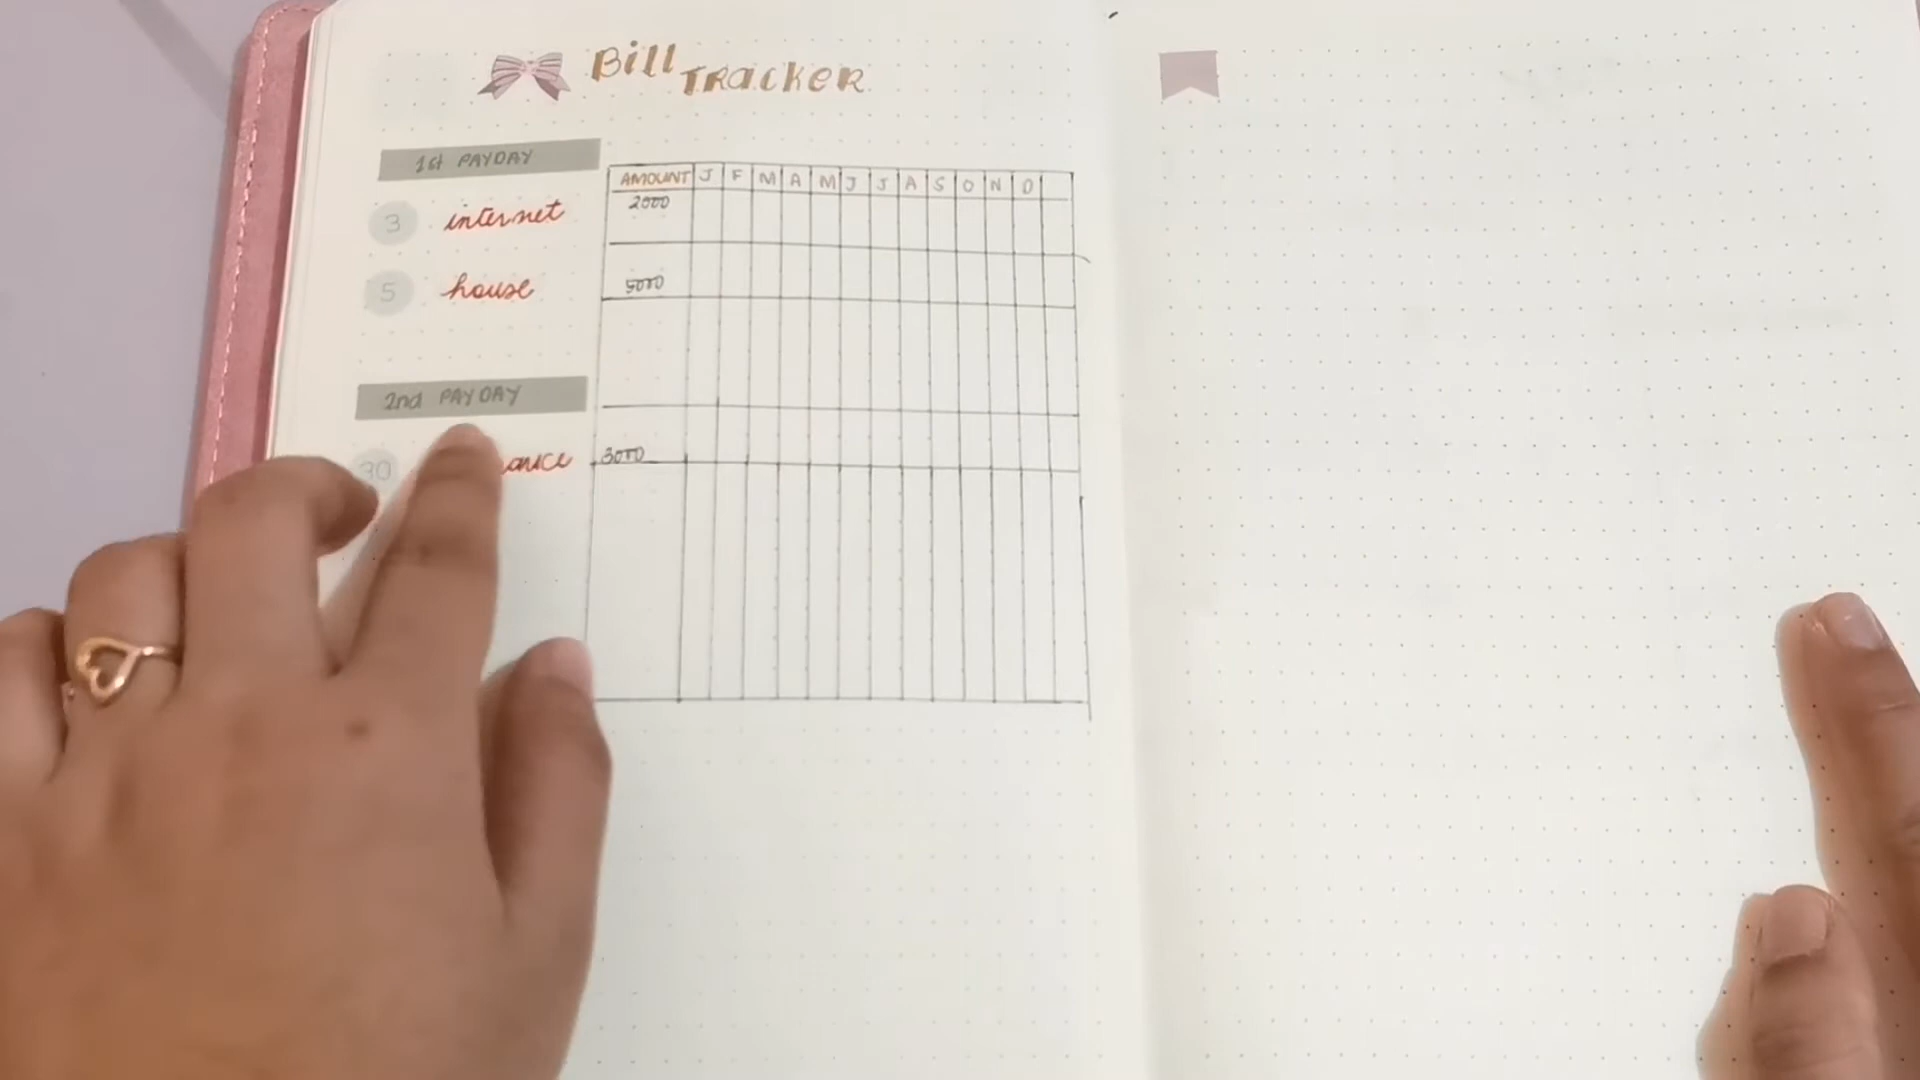 Bill TRacker
1st PAYDAY
AMOUNT J F M A M J J A S O N D
3 internet 2000
5 house 5000
2nd PAYDAY
30 3000